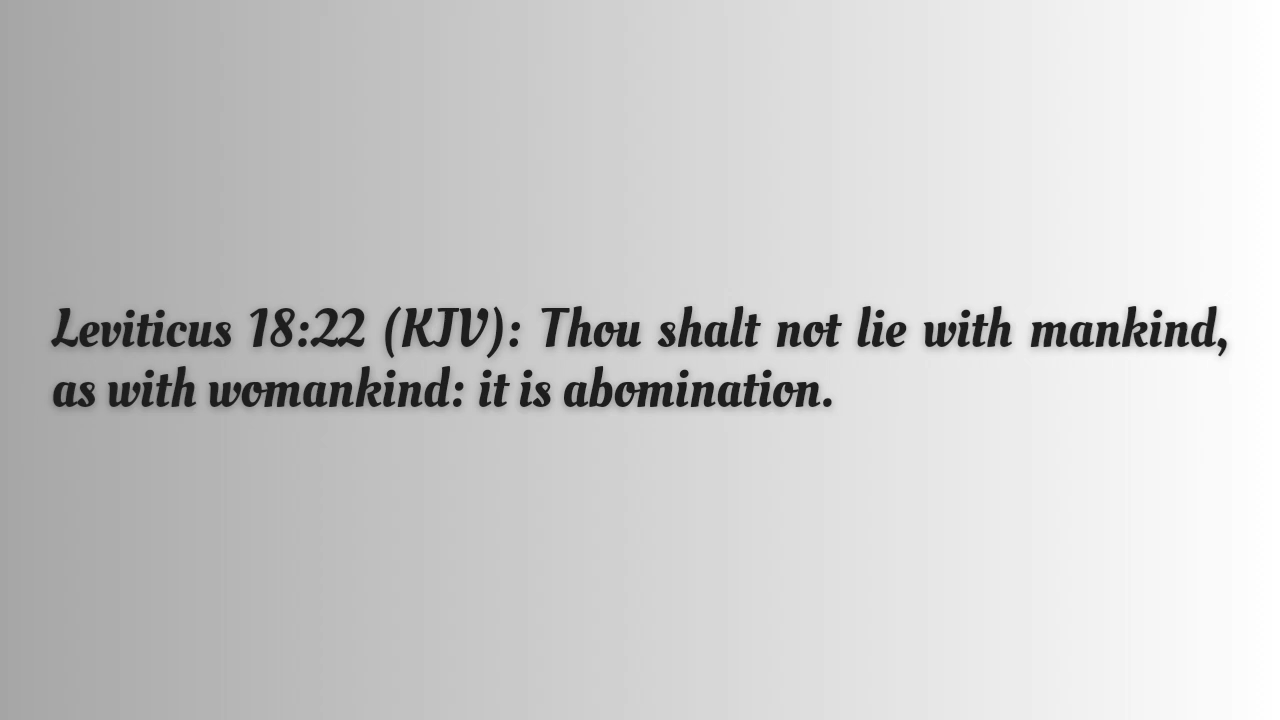 Leviticus 18:22 (KJV): Thou shalt not lie with mankind,
as with womankind: it is abomination.